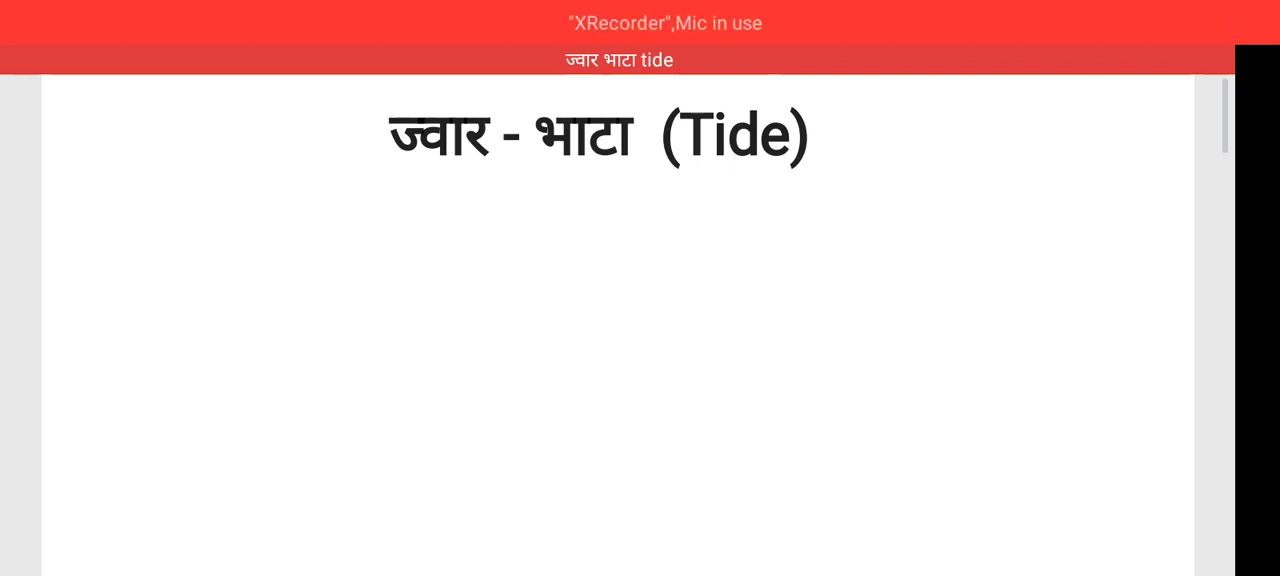 "XRecorder",Mic in use
ज्वार भाटा tide
ज्वार - भाटा (Tide)